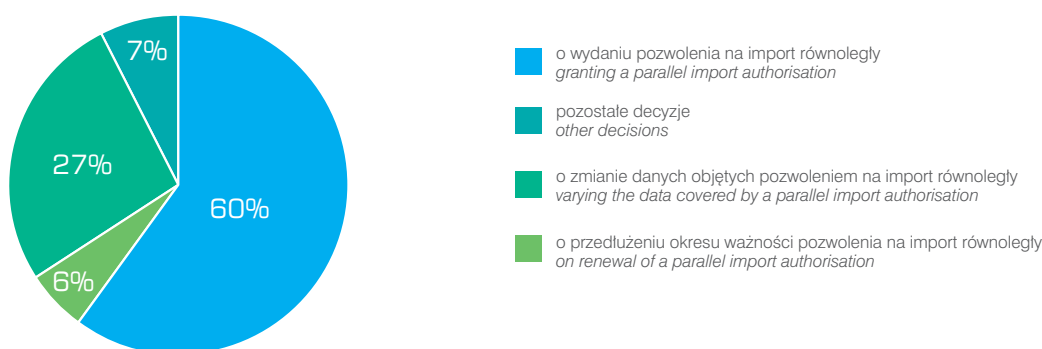 7%
27%
60%
6%
o wydaniu pozwolenia na import równoległy
granting a parallel import authorisation
pozostałe decyzje
other decisions
o zmianie danych objętych pozwoleniem na import równoległy
varying the data covered by a parallel import authorisation
o przedłużeniu okresu ważności pozwolenia na import równoległy
on renewal of a parallel import authorisation